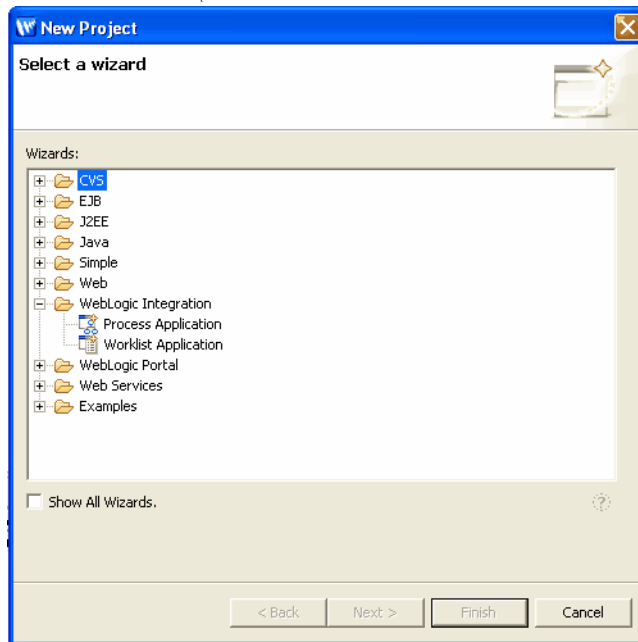 New Project
Select a wizard
Wizards:
CVS
EJB
J2EE
Java
Simple
Web
WebLogic Integration
Process Application
Worklist Application
WebLogic Portal
Web Services
Examples
Show All Wizards.
< Back Next > Finish Cancel